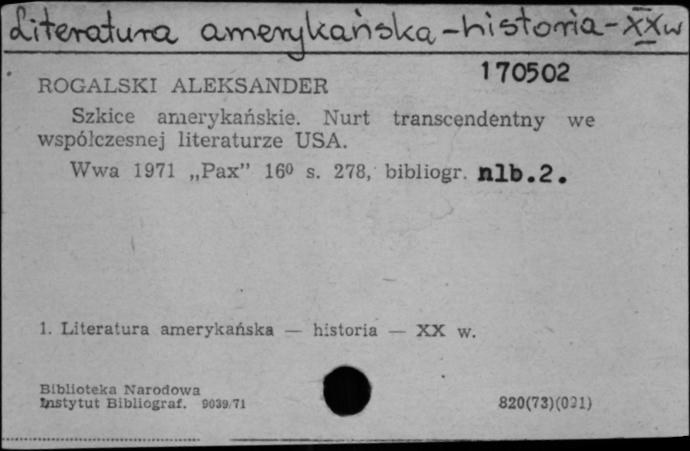 Literatura amerykańska - historia - XX w
170502
ROGALSKI ALEKSANDER
Szkice amerykańskie. Nurt transcendentny we
współczesnej literaturze USA.
Wwa 1971 „Pax” 16⁰ s. 278, bibliogr. nlb.2.
1. Literatura amerykańska — historia — XX w.
Biblioteka Narodowa
Instytut Bibliograf. 9039/71
820(73)(091)